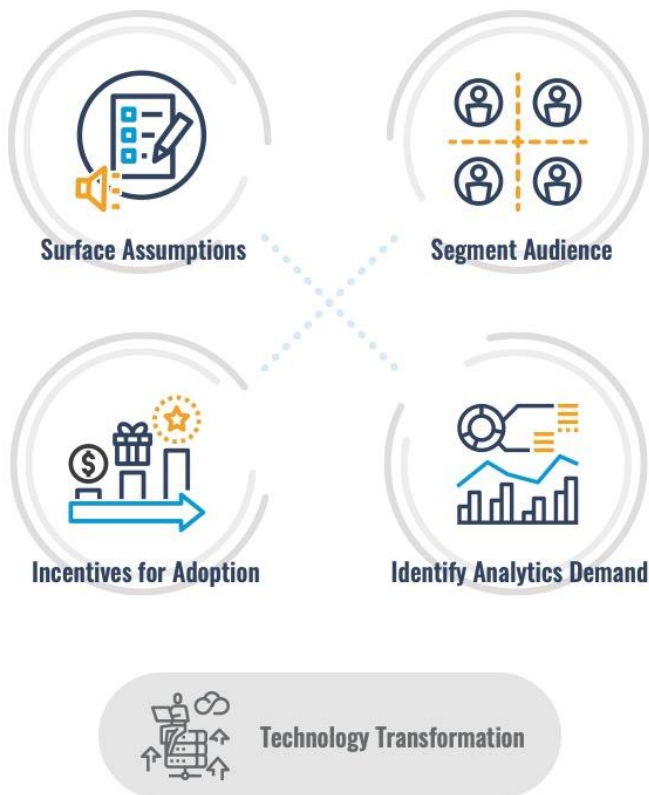 Surface Assumptions
Segment Audience
$
Incentives for Adoption
Identify Analytics Demand
Technology Transformation